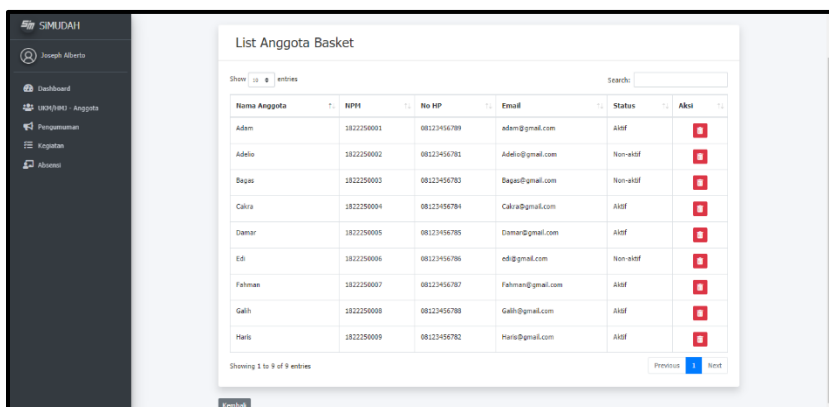 Sm SIMUDAH
Joseph Alberto
Dashboard
UKM/HMJ - Anggota
Pengumuman
Kegiatan
Absensi
List Anggota Basket
Show 10 entries Search:
Nama Anggota NPM No HP Email Status Aksi
Adam 1822250001 08123456789 adam@gmail.com Aktif
Adelio 1822250002 08123456781 Adelio@gmail.com Non-aktif
Bagas 1822250003 08123456783 Bagas@gmail.com Non-aktif
Cakra 1822250004 08123456784 Cakra@gmail.com Aktif
Damar 1822250005 08123456785 Damar@gmail.com Aktif
Edi 1822250006 08123456786 edi@gmail.com Non-aktif
Fahman 1822250007 08123456787 Fahman@gmail.com Aktif
Galih 1822250008 08123456788 Galih@gmail.com Aktif
Haris 1822250009 08123456782 Haris@gmail.com Aktif
Showing 1 to 9 of 9 entries Previous 1 Next
Kembali